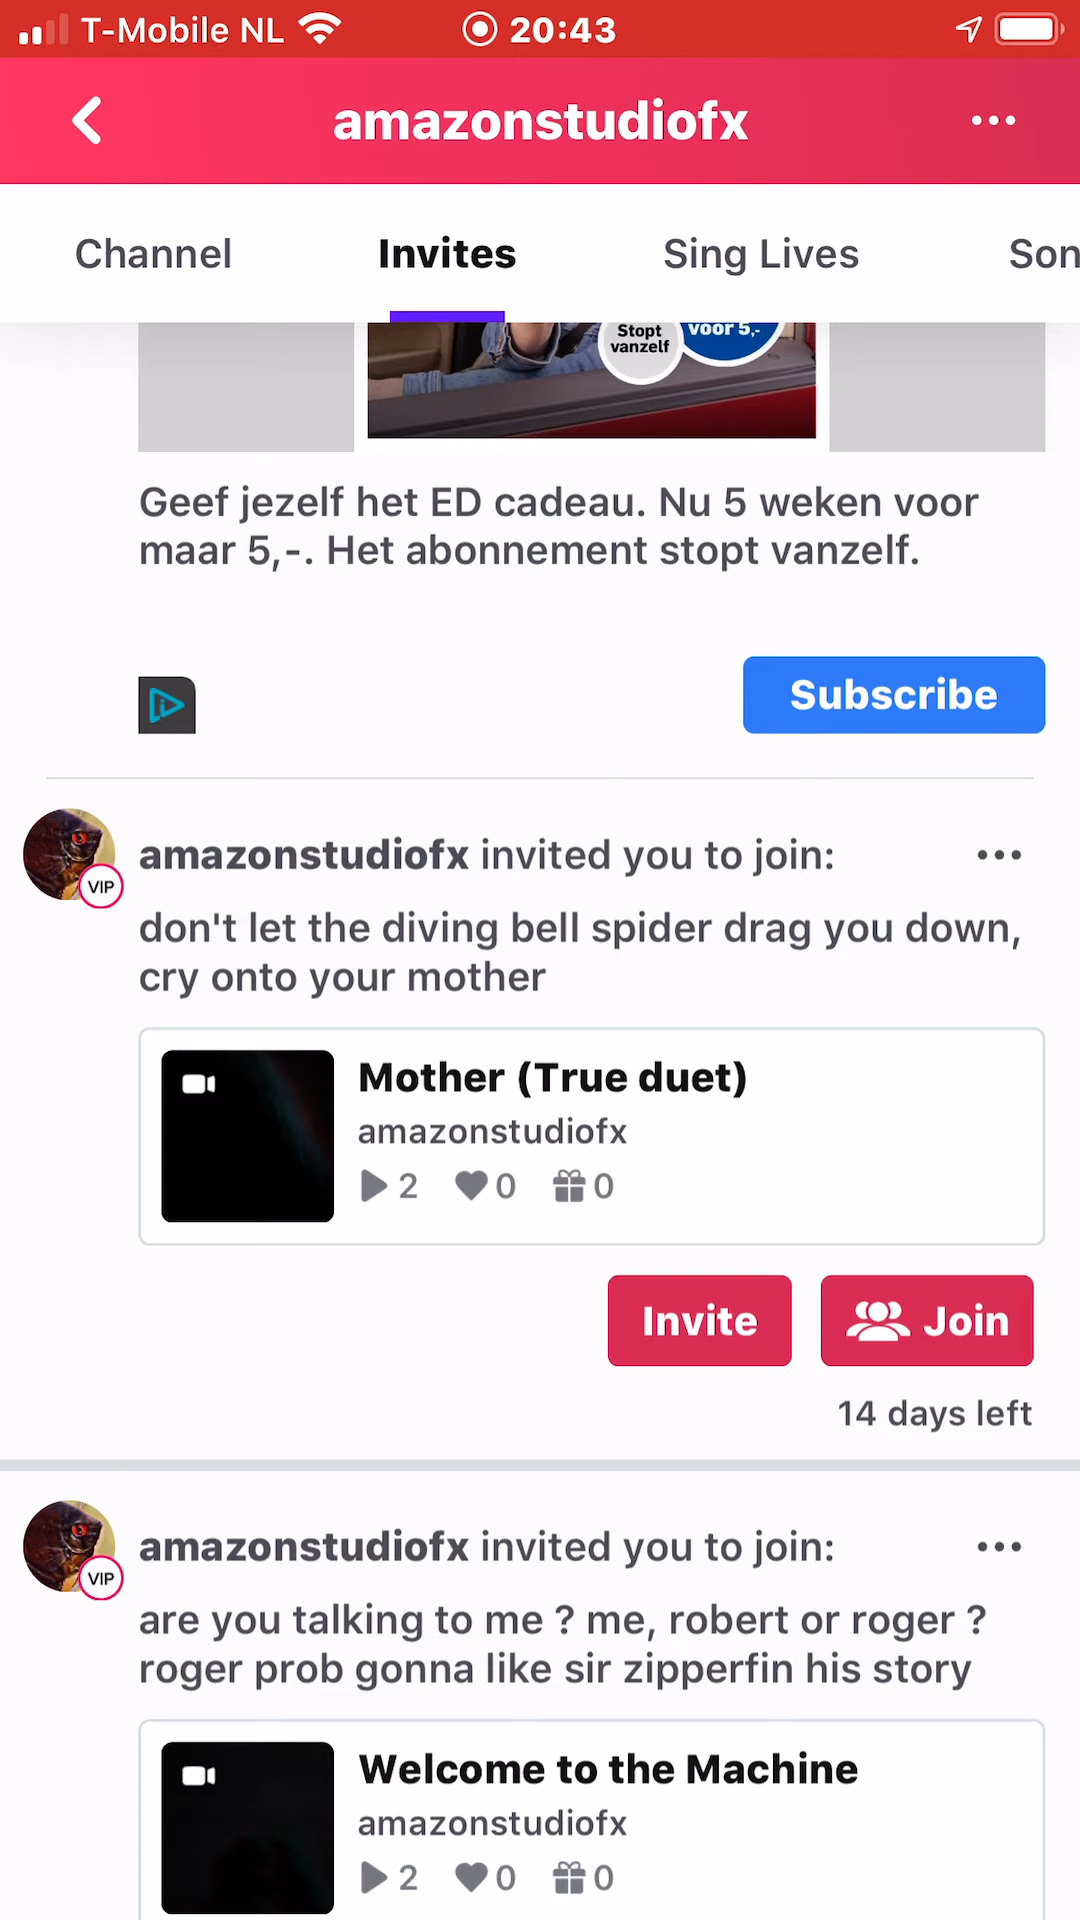 T-Mobile NL 20:43
amazonstudiofx
Channel Invites Sing Lives Son
Stopt vanzelf
voor 5,-
Geef jezelf het ED cadeau. Nu 5 weken voor
maar 5,-. Het abonnement stopt vanzelf.
Subscribe
amazonstudiofx invited you to join:
VIP
don't let the diving bell spider drag you down,
cry onto your mother
Mother (True duet)
amazonstudiofx
2 0 0
Invite Join
14 days left
amazonstudiofx invited you to join:
VIP
are you talking to me ? me, robert or roger ?
roger prob gonna like sir zipperfin his story
Welcome to the Machine
amazonstudiofx
2 0 0